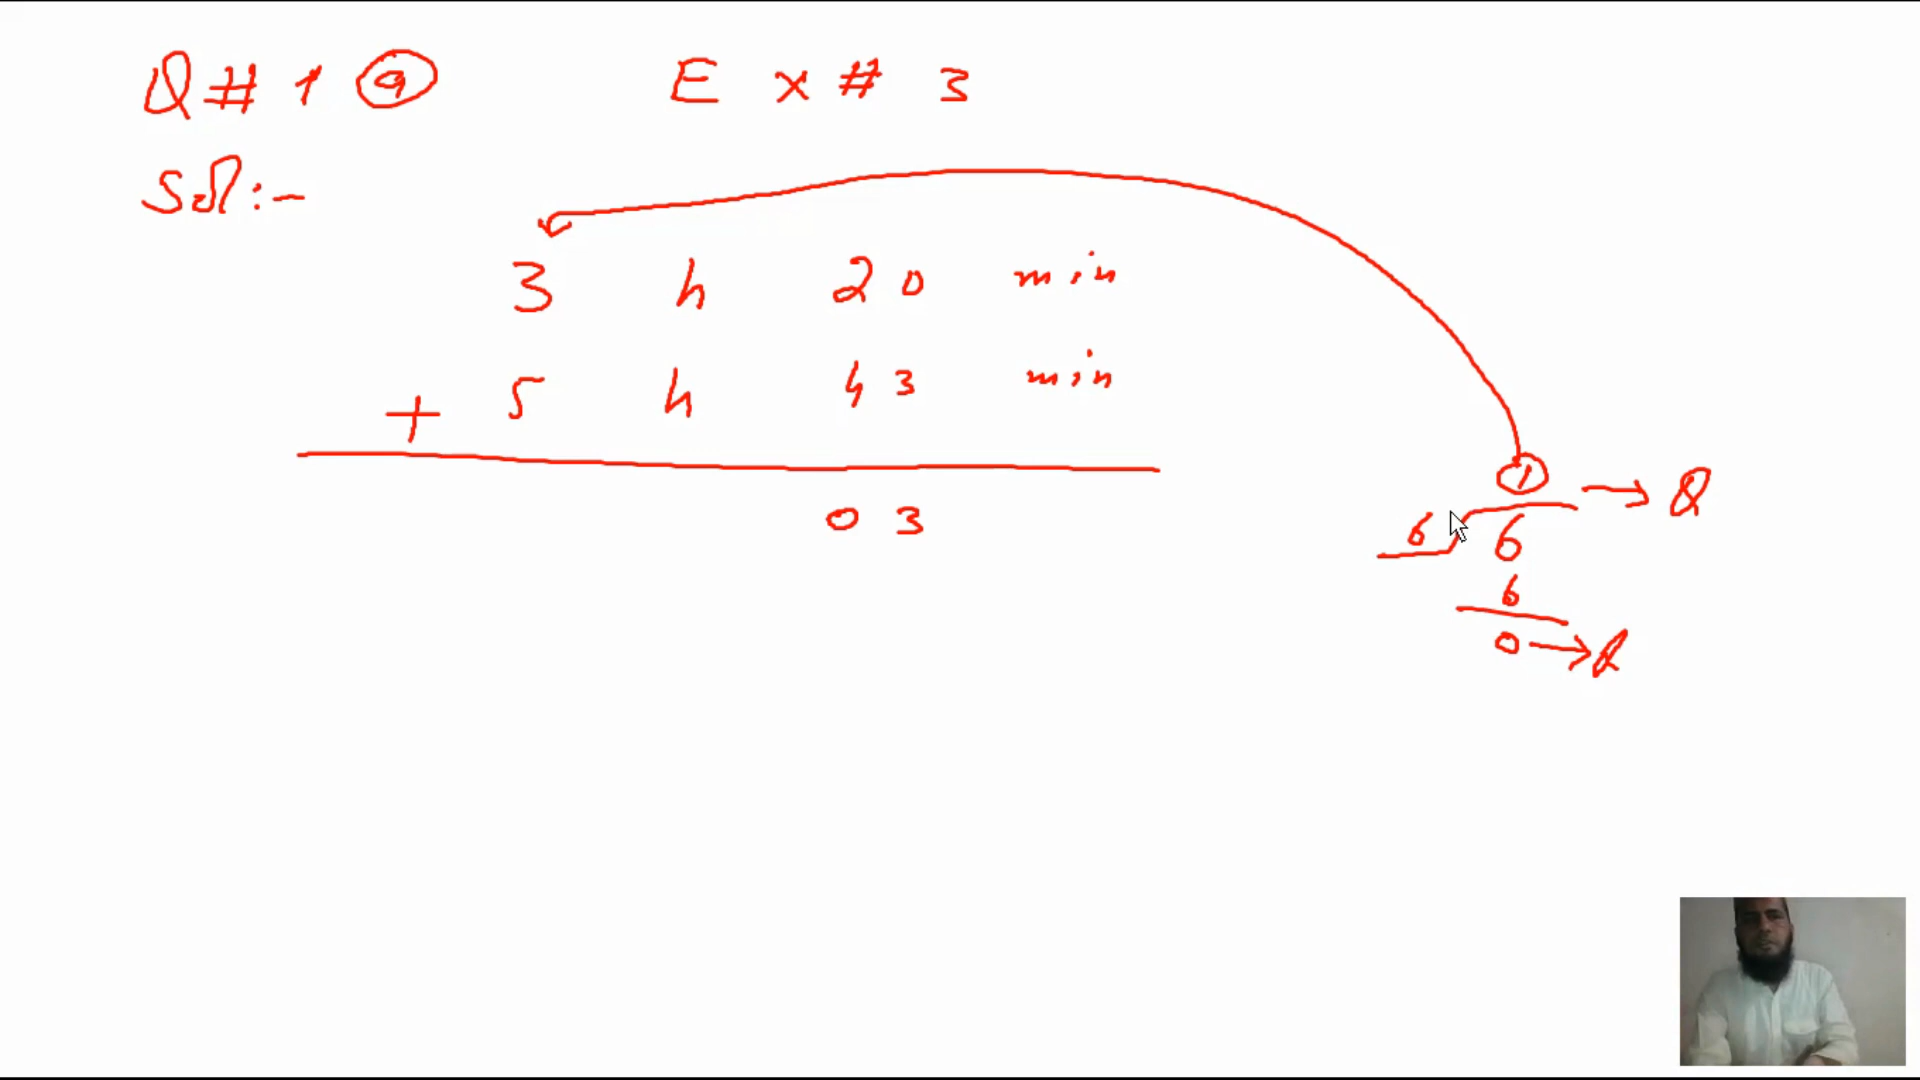 Q # 1 (a) Ex # 3
Sol:-
3 h 20 min
+ 5 h 43 min
03
1 → Q
6 6
6
0 → R